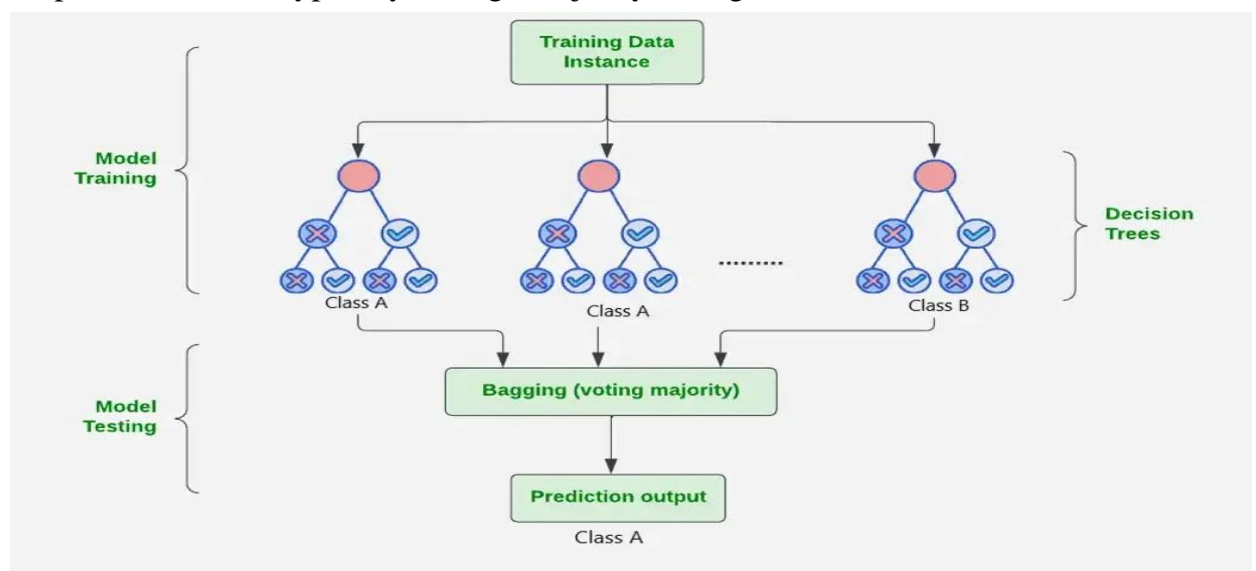 Training Data
Instance
Model
Training
Decision
Trees
Class A
Class A
Class B
Bagging (voting majority)
Model
Testing
Prediction output
Class A